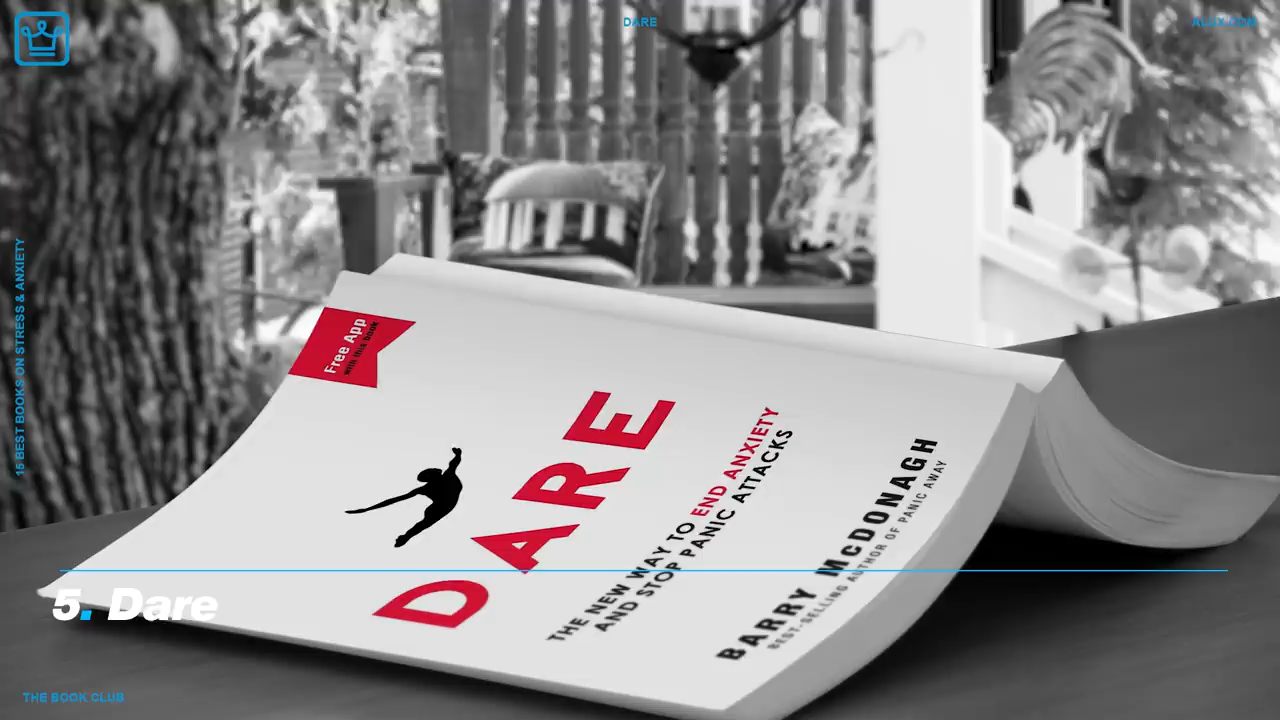 DARE
ALUX.COM
15 BEST BOOKS ON STRESS & ANXIETY
Free App
with this book
DARE
THE NEW WAY TO END ANXIETY
AND STOP PANIC ATTACKS
BARRY McDONAGH
BEST-SELLING AUTHOR OF PANIC AWAY
5. Dare
THE BOOK CLUB